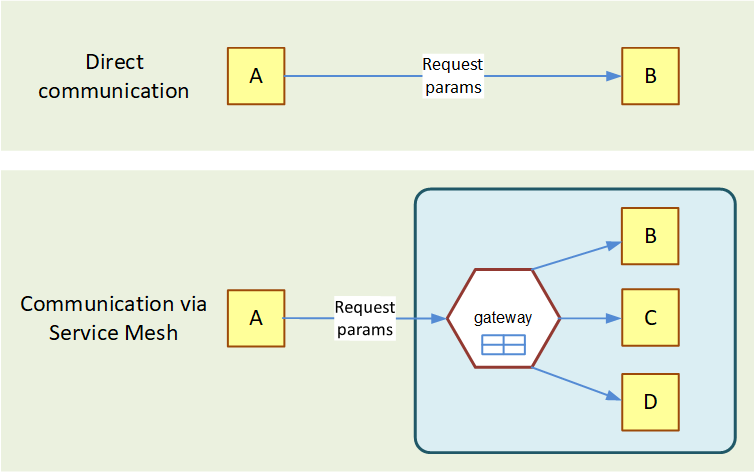 Direct
communication
A
Request
params
B
Communication via
Service Mesh
A
Request
params
gateway
B
C
D